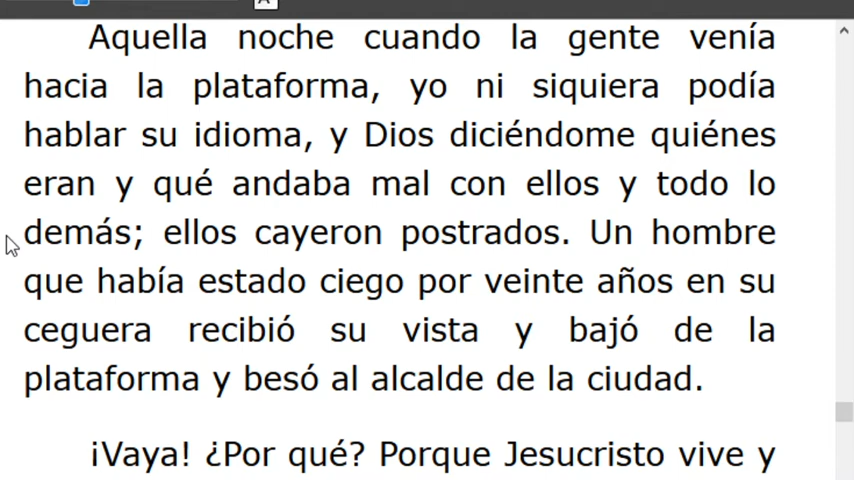 Aquella noche cuando la gente venía
hacia la plataforma, yo ni siquiera podía
hablar su idioma, y Dios diciéndome quiénes
eran y qué andaba mal con ellos y todo lo
demás; ellos cayeron postrados. Un hombre
que había estado ciego por veinte años en su
ceguera recibió su vista y bajó de la
plataforma y besó al alcalde de la ciudad.
¡Vaya! ¿Por qué? Porque Jesucristo vive y